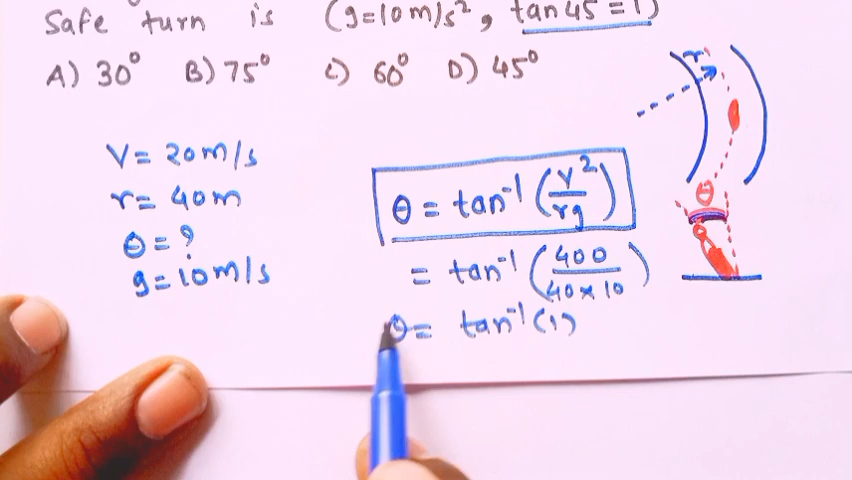 Safe turn is (g=10m/s², tan45=1)
A) 30° B) 75° C) 60° D) 45°
V= 20m/s
r= 40m
θ = ?
g=10m/s
θ = tan⁻¹ (V²/rg)
= tan⁻¹ (400/40×10)
θ= tan⁻¹(1)
r
θ